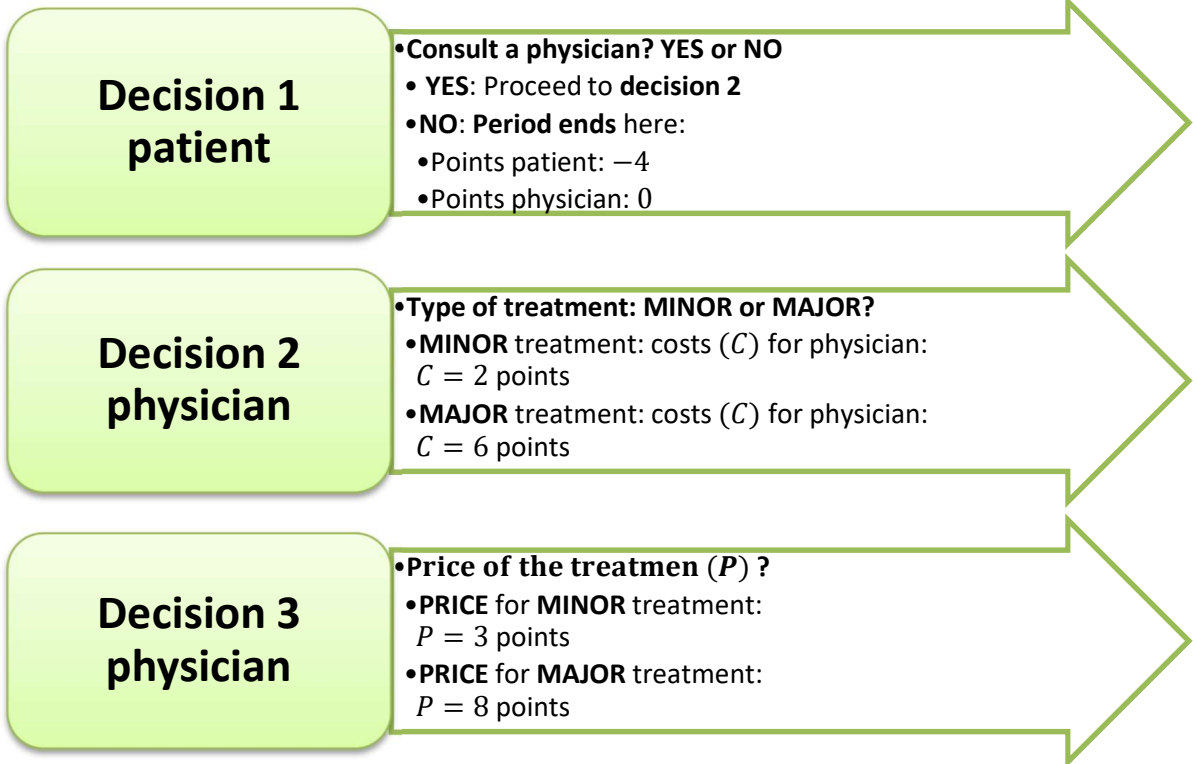 Decision 1
patient
•Consult a physician? YES or NO
• YES: Proceed to decision 2
•NO: Period ends here:
•Points patient: −4
•Points physician: 0
Decision 2
physician
•Type of treatment: MINOR or MAJOR?
•MINOR treatment: costs (C) for physician:
C = 2 points
•MAJOR treatment: costs (C) for physician:
C = 6 points
Decision 3
physician
•Price of the treatmen (P) ?
•PRICE for MINOR treatment:
P = 3 points
•PRICE for MAJOR treatment:
P = 8 points